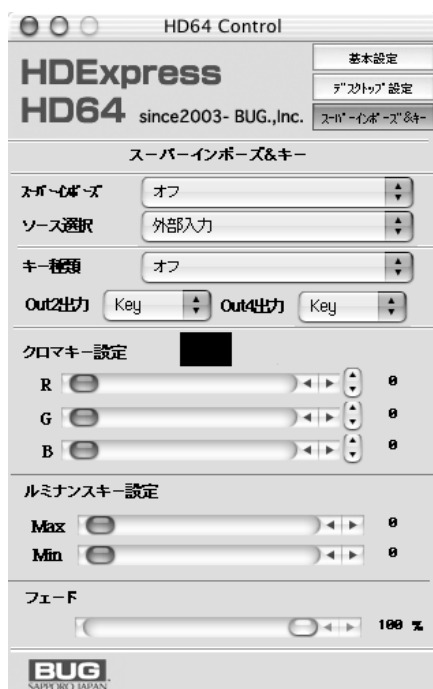 HD64 Control
HDExpress
HD64 since2003- BUG.,Inc.
基本設定
デスクトップ設定
スーパーインポーズ&キー
スーパーインポーズ&キー
スーパーインポーズ オフ
ソース選択 外部入力
キー種類 オフ
Out2出力 Key Out4出力 Key
クロマキー設定
R 0
G 0
B 0
ルミナンスキー設定
Max 0
Min 0
フェード
100 %
BUG
SAPPORO JAPAN